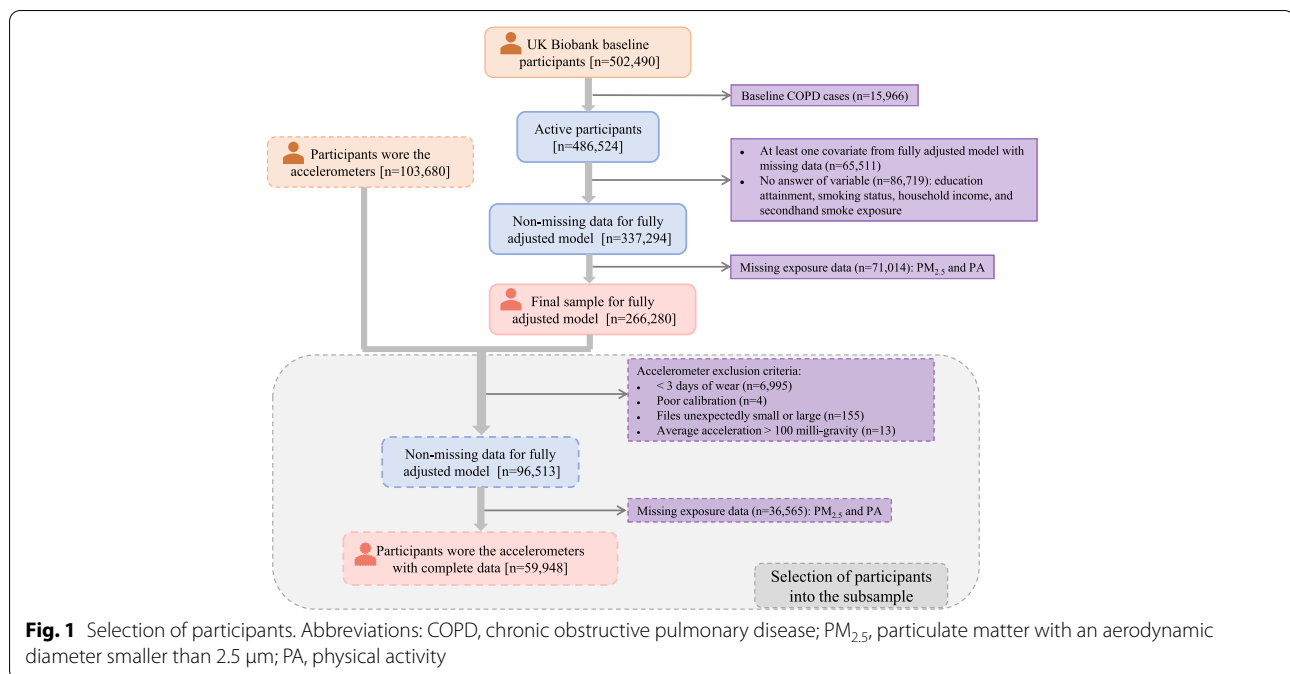 UK Biobank baseline
participants [n=502,490]
Baseline COPD cases (n=15,966)
Active participants
[n=486,524]
Participants wore the
accelerometers [n=103,680]
• At least one covariate from fully adjusted model with
missing data (n=65,511)
• No answer of variable (n=86,719): education
attainment, smoking status, household income, and
secondhand smoke exposure
Non-missing data for fully
adjusted model [n=337,294]
Missing exposure data (n=71,014): PM2.5 and PA
Final sample for fully
adjusted model [n=266,280]
Accelerometer exclusion criteria:
• < 3 days of wear (n=6,995)
• Poor calibration (n=4)
• Files unexpectedly small or large (n=155)
• Average acceleration > 100 milli-gravity (n=13)
Non-missing data for fully
adjusted model [n=96,513]
Missing exposure data (n=36,565): PM2.5 and PA
Participants wore the accelerometers
with complete data [n=59,948]
Selection of participants
into the subsample
Fig. 1 Selection of participants. Abbreviations: COPD, chronic obstructive pulmonary disease; PM2.5, particulate matter with an aerodynamic
diameter smaller than 2.5 μm; PA, physical activity